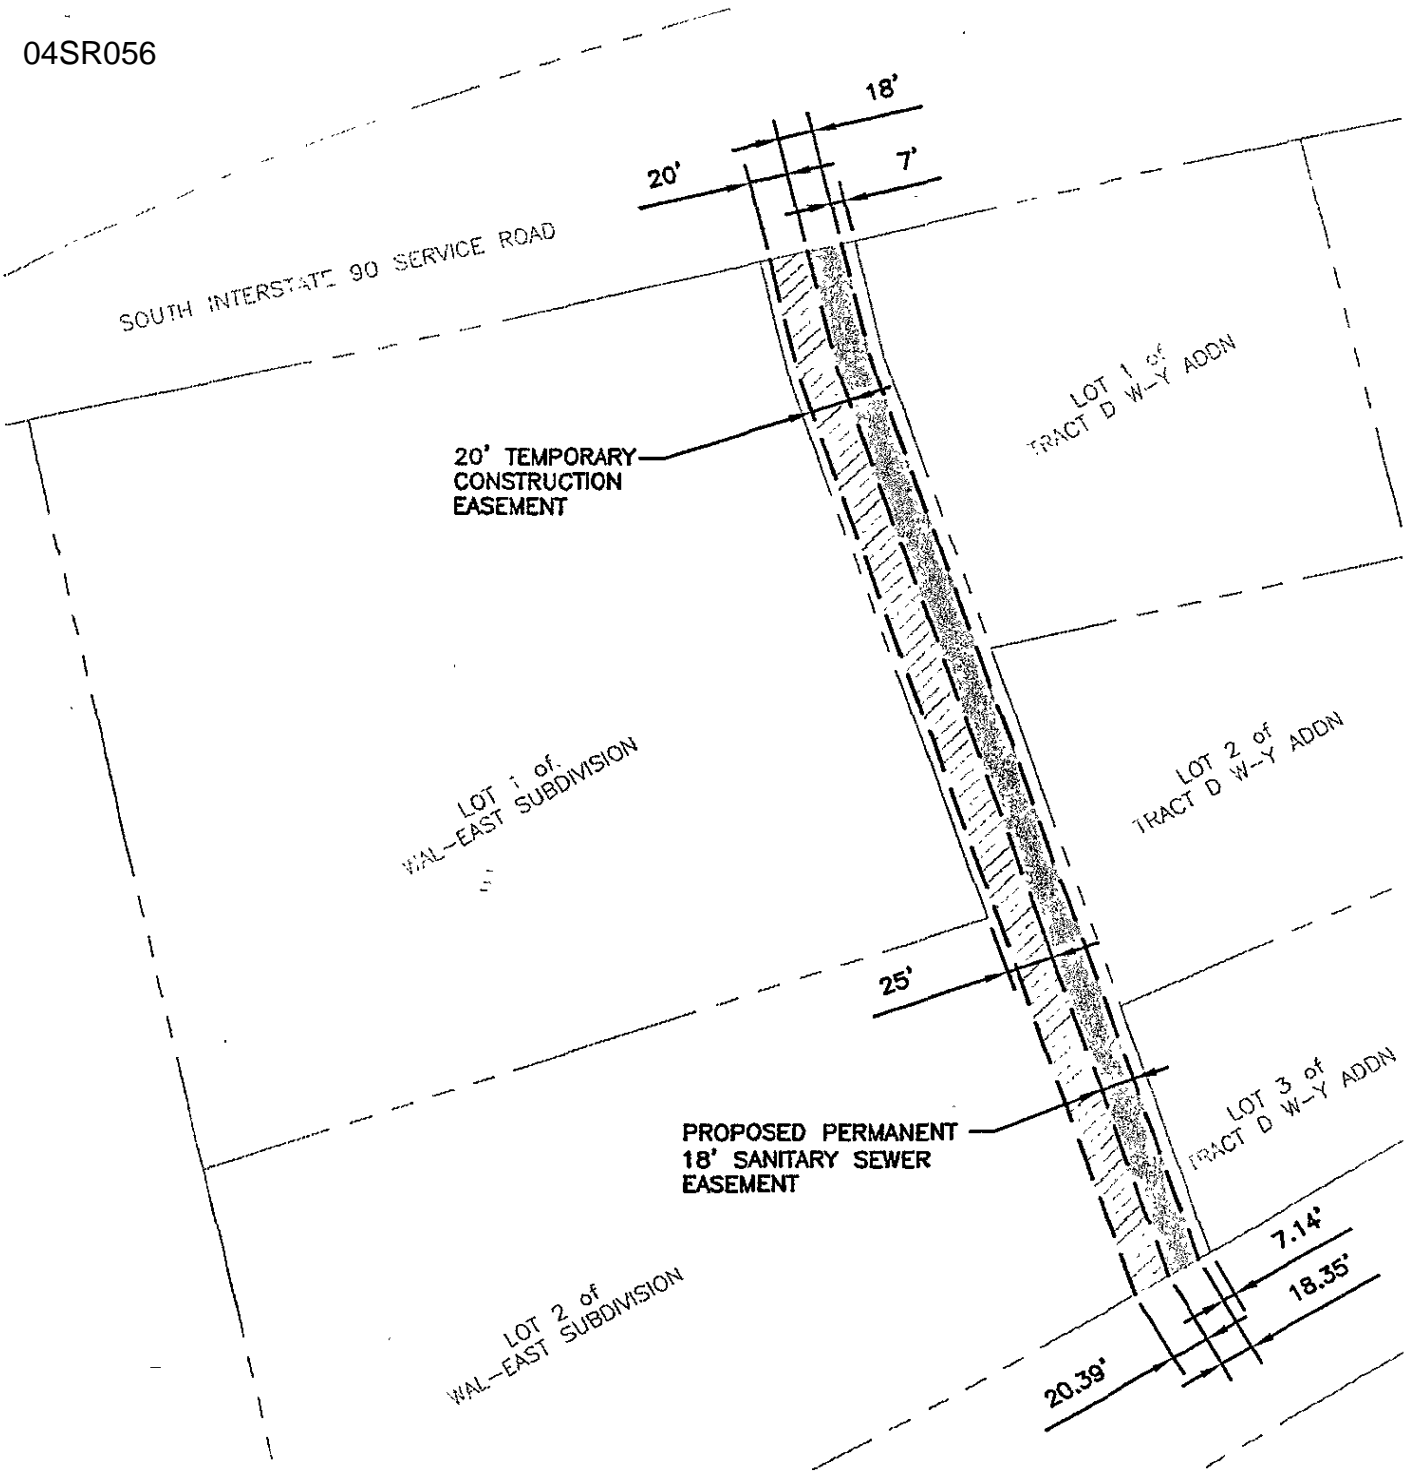 04SR056
18'
20'
7'
SOUTH INTERSTATE 90 SERVICE ROAD
LOT 1 of
TRACT D W-Y ADDN
20' TEMPORARY
CONSTRUCTION
EASEMENT
LOT 1 of
WAL-EAST SUBDIVISION
LOT 2 of
TRACT D W-Y ADDN
25'
LOT 3 of
TRACT D W-Y ADDN
PROPOSED PERMANENT
18' SANITARY SEWER
EASEMENT
7.14'
18.35'
LOT 2 of
WAL-EAST SUBDIVISION
20.39'